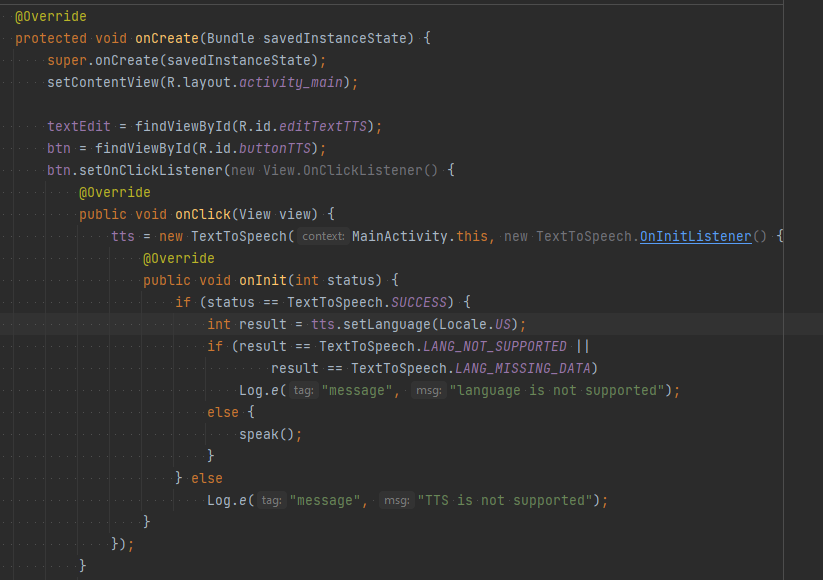 @Override
protected void onCreate(Bundle savedInstanceState) {
super.onCreate(savedInstanceState);
setContentView(R.layout.activity_main);
textEdit = findViewById(R.id.editTextTTS);
btn = findViewById(R.id.buttonTTS);
btn.setOnClickListener(new View.OnClickListener() {
@Override
public void onClick(View view) {
tts = new TextToSpeech( context: MainActivity.this, new TextToSpeech.OnInitListener() {
@Override
public void onInit(int status) {
if (status == TextToSpeech.SUCCESS) {
int result = tts.setLanguage(Locale.US);
if (result == TextToSpeech.LANG_NOT_SUPPORTED ||
result == TextToSpeech.LANG_MISSING_DATA)
Log.e( tag: "message", msg: "language is not supported");
else {
speak();
}
} else
Log.e( tag: "message", msg: "TTS is not supported");
}
});
}